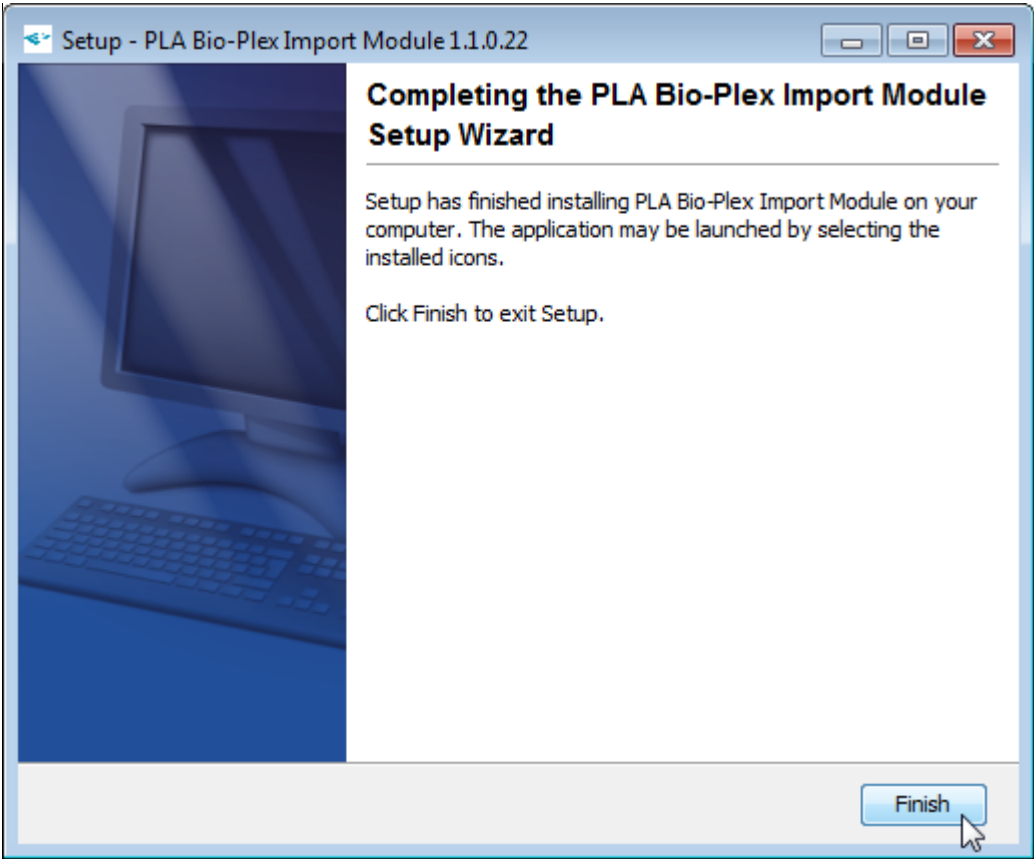 Setup - PLA Bio-Plex Import Module 1.1.0.22
Completing the PLA Bio-Plex Import Module
Setup Wizard
Setup has finished installing PLA Bio-Plex Import Module on your
computer. The application may be launched by selecting the
installed icons.
Click Finish to exit Setup.
Finish